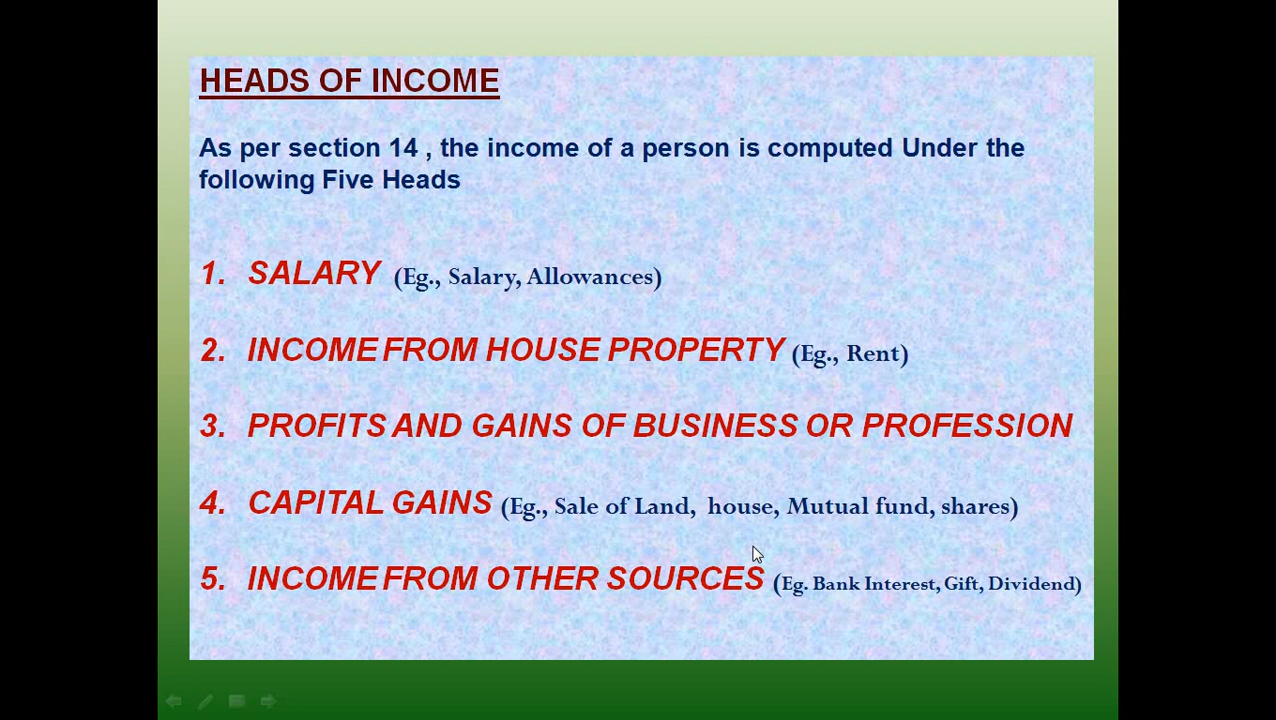 HEADS OF INCOME
As per section 14 , the income of a person is computed Under the
following Five Heads
1. SALARY (Eg., Salary, Allowances)
2. INCOME FROM HOUSE PROPERTY (Eg., Rent)
3. PROFITS AND GAINS OF BUSINESS OR PROFESSION
4. CAPITAL GAINS (Eg., Sale of Land, house, Mutual fund, shares)
5. INCOME FROM OTHER SOURCES (Eg. Bank Interest, Gift, Dividend)